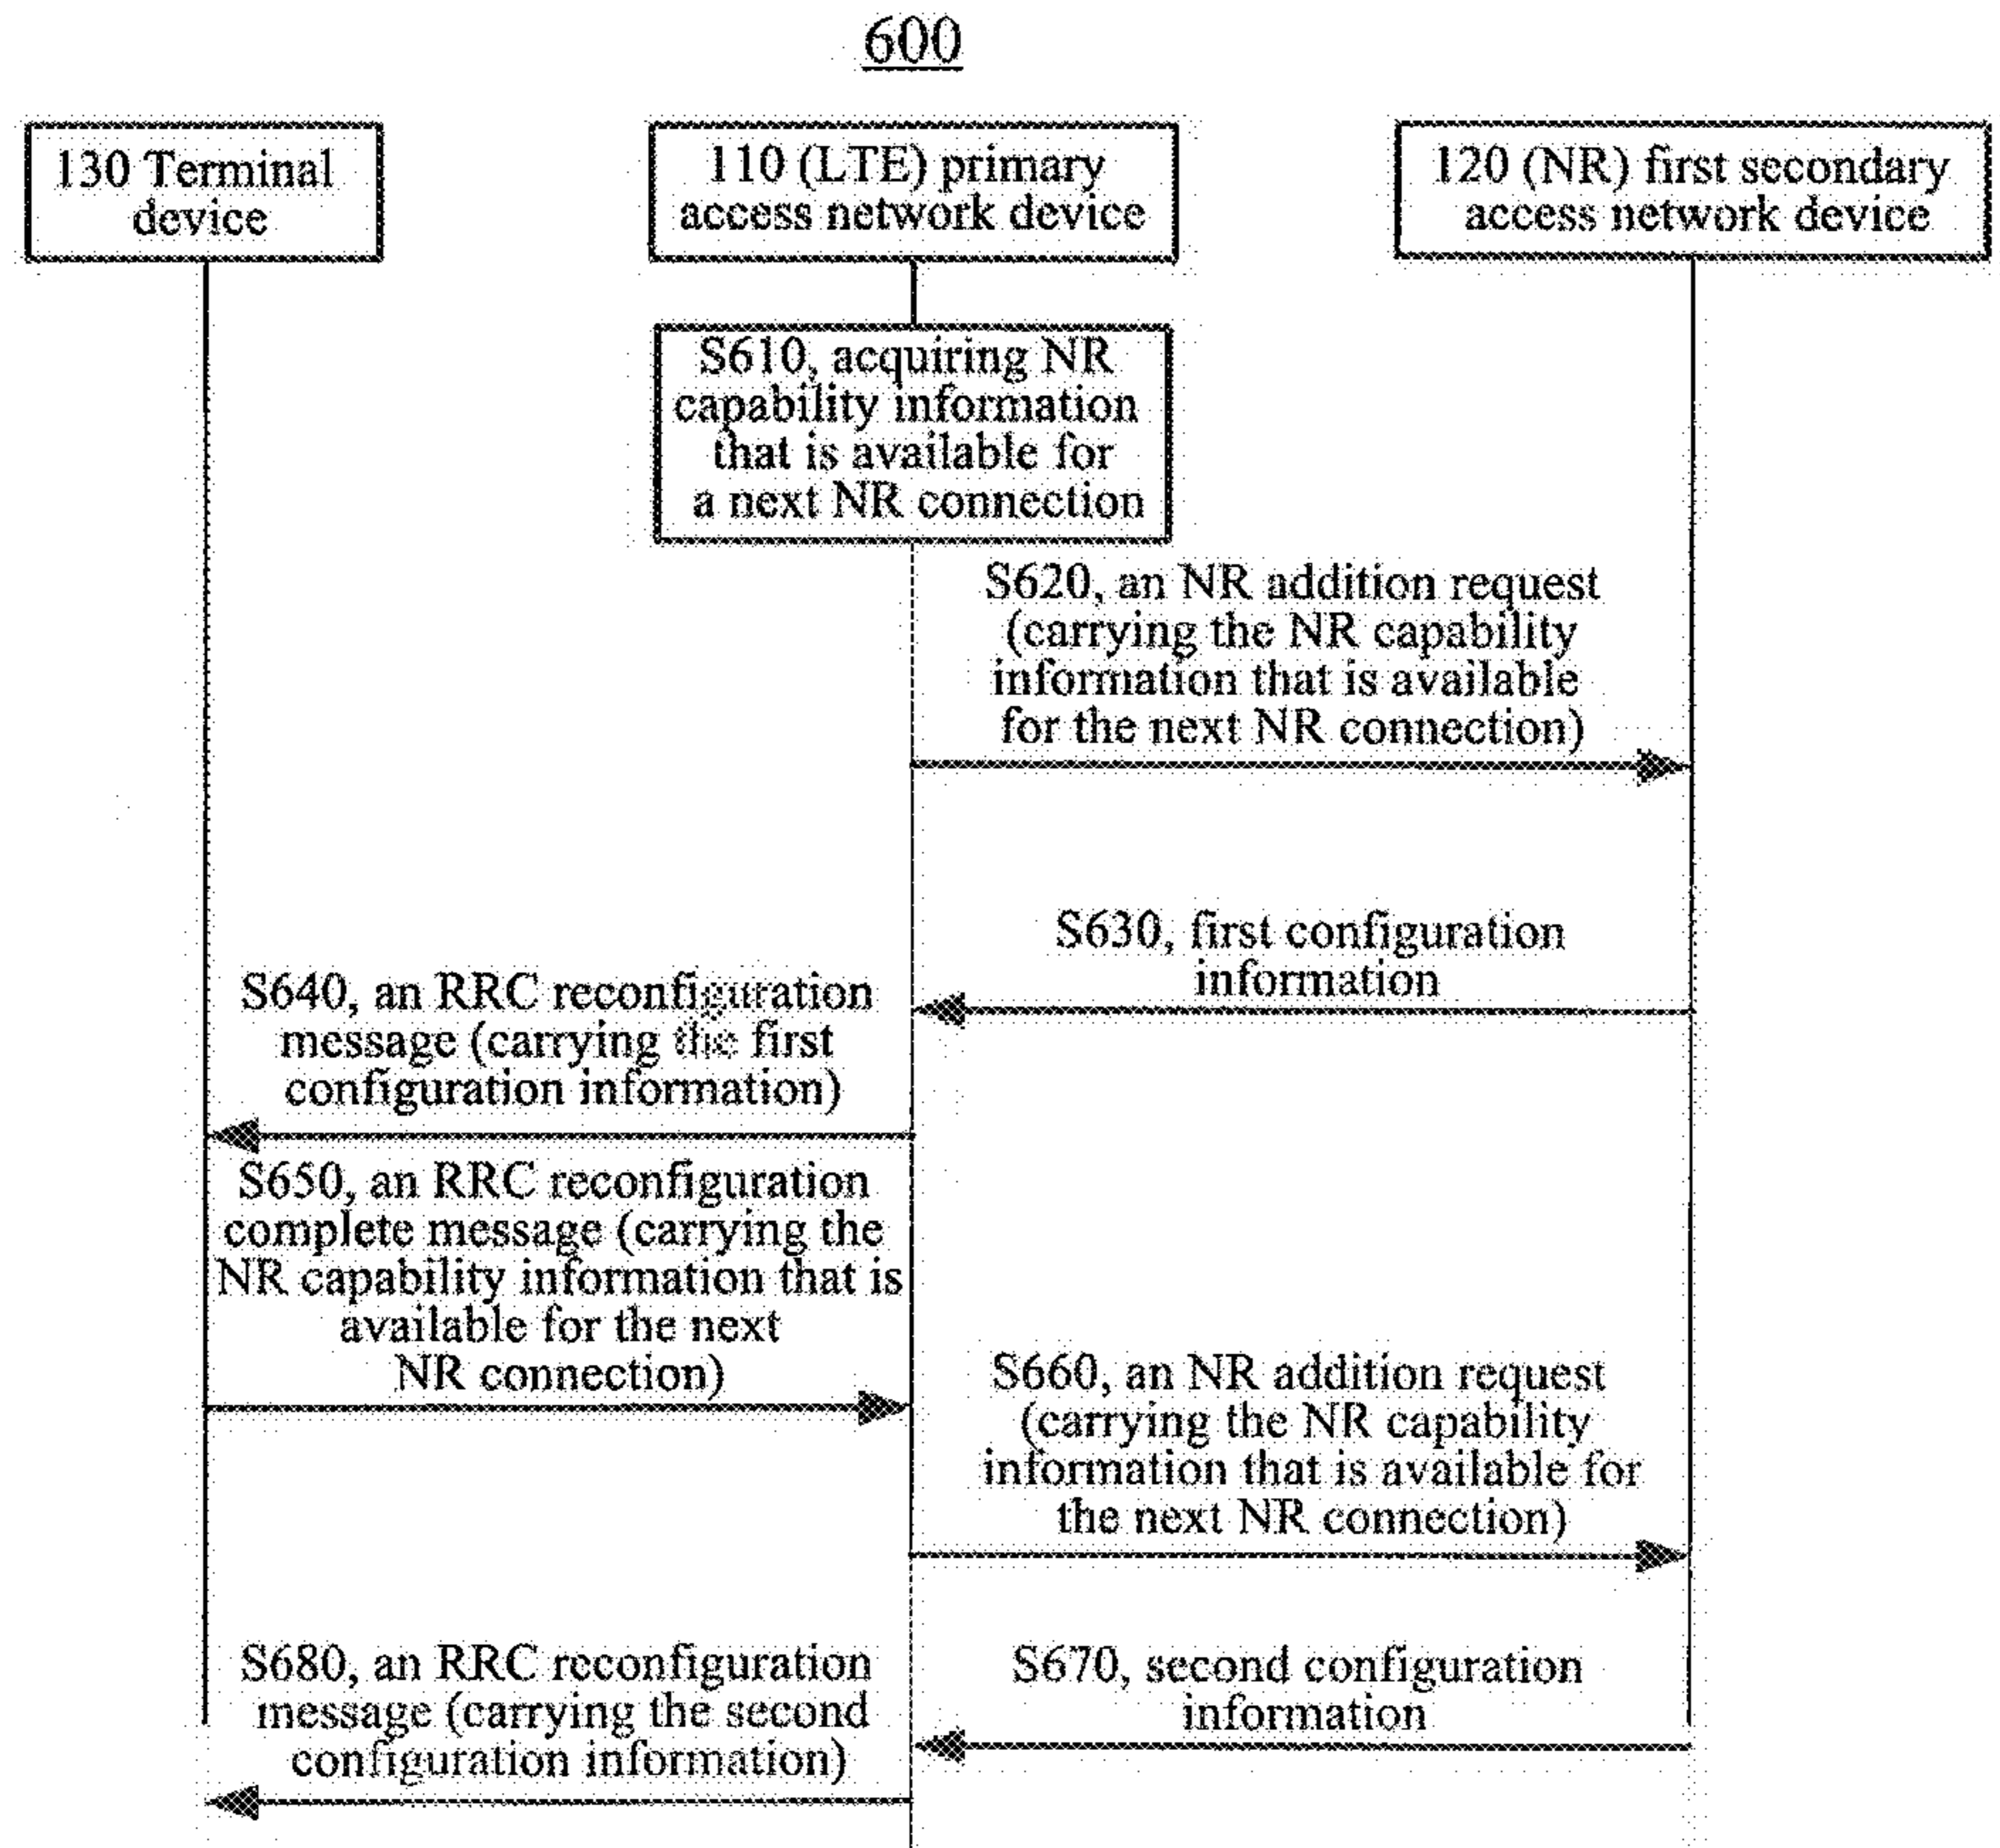 600
130 Terminal
device
110 (LTE) primary
access network device
120 (NR) first secondary
access network device
S610, acquiring NR
capability information
that is available for
a next NR connection
S620, an NR addition request
(carrying the NR capability
information that is available
for the next NR connection)
S630, first configuration
information
S640, an RRC reconfiguration
message (carrying the first
configuration information)
S650, an RRC reconfiguration
complete message (carrying the
NR capability information that is
available for the next
NR connection)
S660, an NR addition request
(carrying the NR capability
information that is available for
the next NR connection)
S670, second configuration
information
S680, an RRC reconfiguration
message (carrying the second
configuration information)